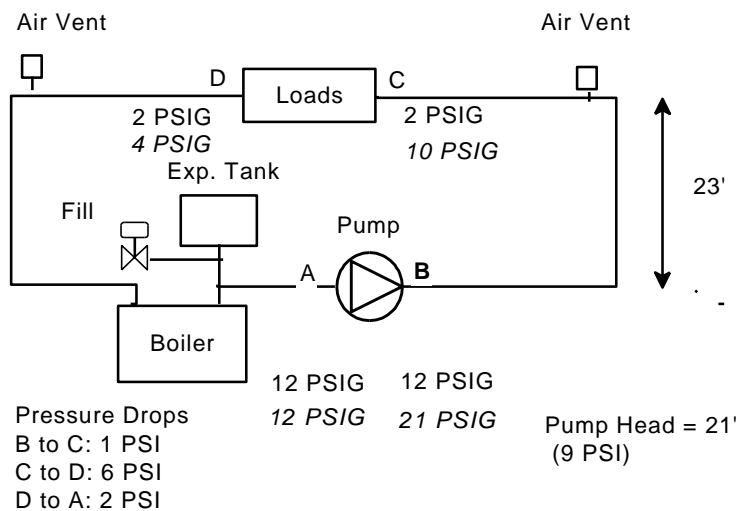 Air Vent
Air Vent
D
Loads
C
2 PSIG
4 PSIG
2 PSIG
10 PSIG
Exp. Tank
23'
Fill
Pump
A
B
Boiler
12 PSIG
12 PSIG
12 PSIG
21 PSIG
Pressure Drops
B to C: 1 PSI
C to D: 6 PSI
D to A: 2 PSI
Pump Head = 21'
(9 PSI)